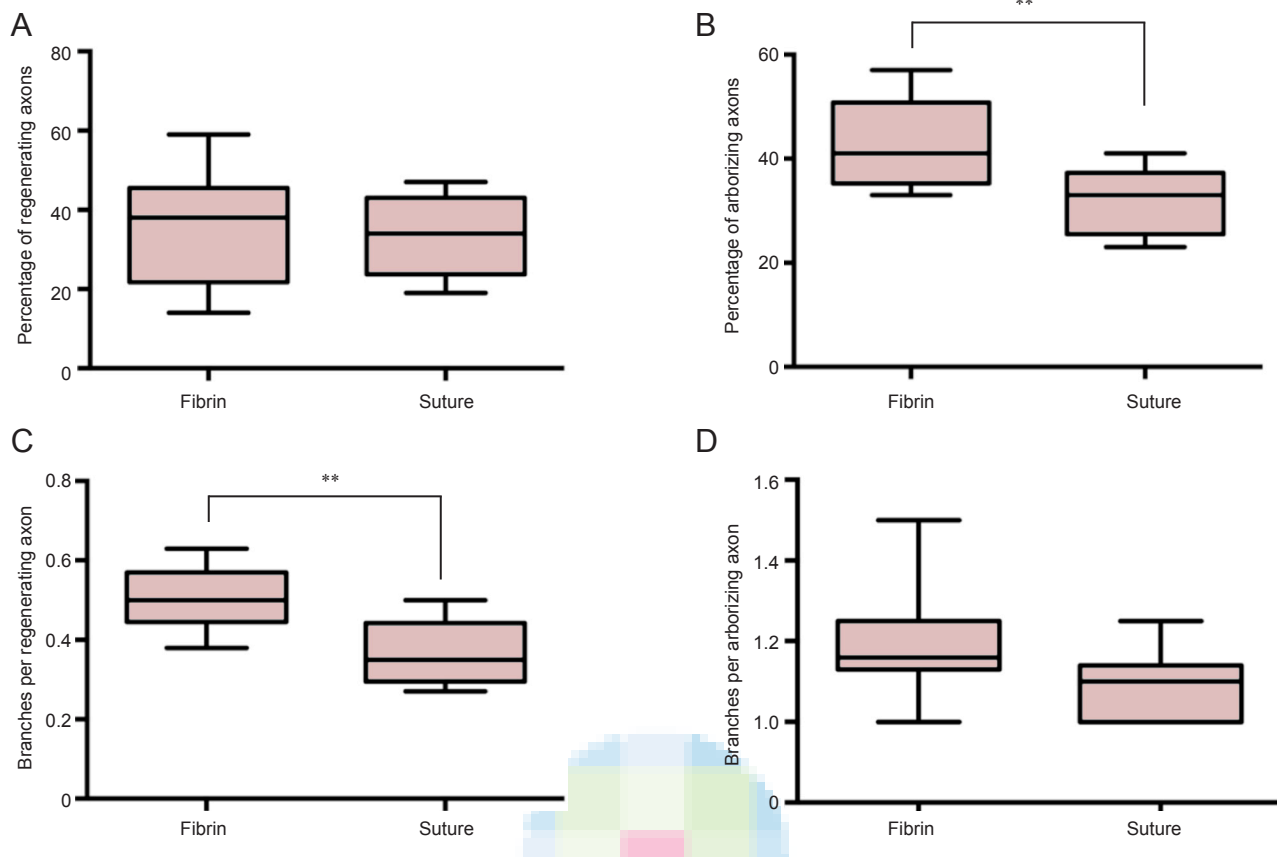 A
Percentage of regenerating axons
80
60
40
20
0
Fibrin
Suture
B
**
Percentage of arborizing axons
60
40
20
0
Fibrin
Suture
C
**
Branches per regenerating axon
0.8
0.6
0.4
0.2
0
Fibrin
Suture
D
Branches per arborizing axon
1.6
1.4
1.2
1.0
0
Fibrin
Suture